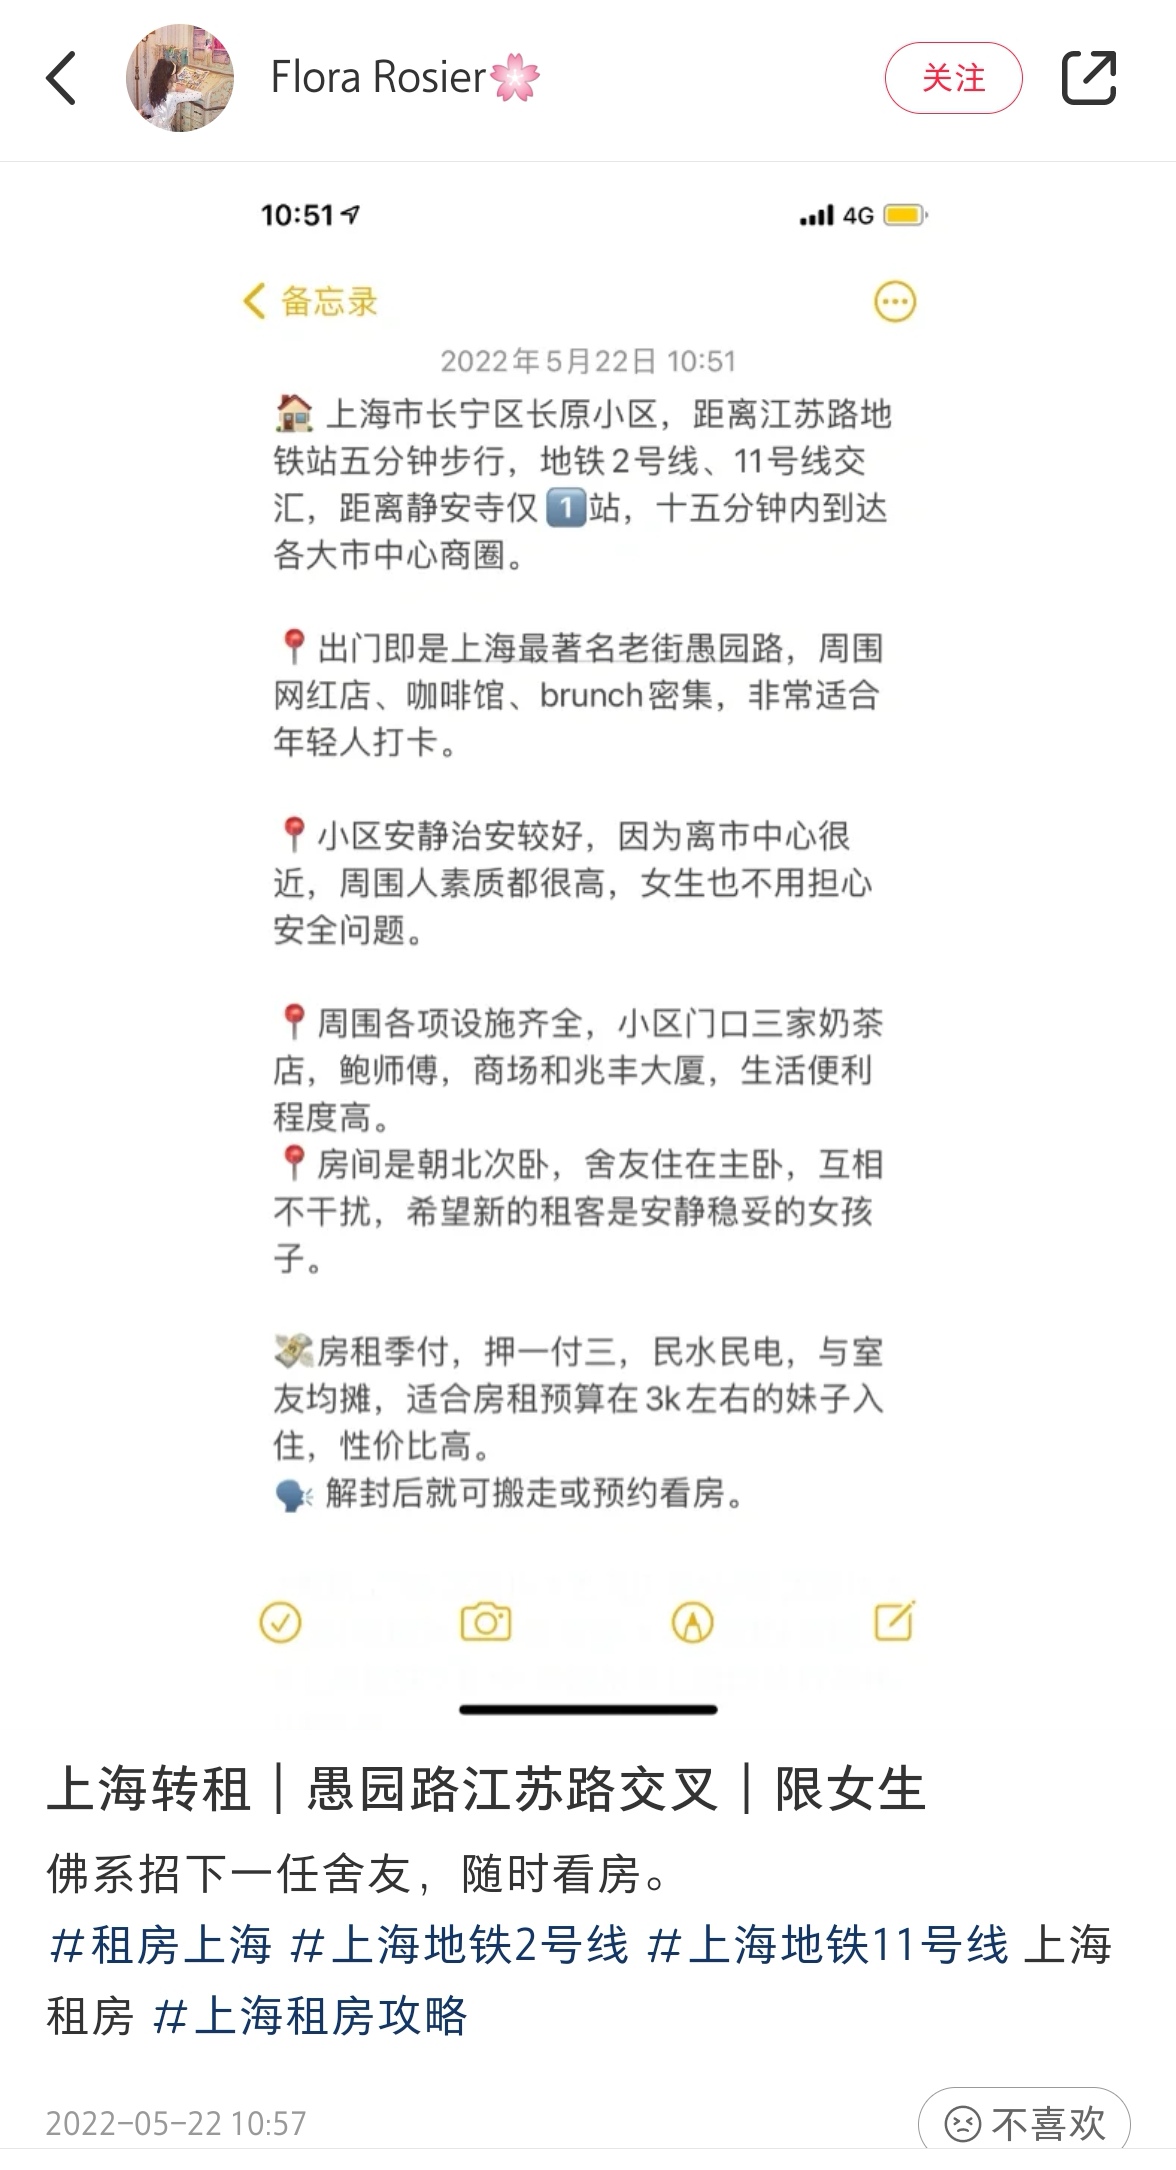 Flora Rosier🌸
关注
10:51
4G
备忘录
2022年5月22日 10:51
🏠 上海市长宁区长原小区，距离江苏路地
铁站五分钟步行，地铁2号线、11号线交
汇，距离静安寺仅1️⃣站，十五分钟内到达
各大市中心商圈。
📍出门即是上海最著名老街愚园路，周围
网红店、咖啡馆、brunch密集，非常适合
年轻人打卡。
📍小区安静治安较好，因为离市中心很
近，周围人素质都很高，女生也不用担心
安全问题。
📍周围各项设施齐全，小区门口三家奶茶
店，鲍师傅，商场和兆丰大厦，生活便利
程度高。
📍房间是朝北次卧，舍友住在主卧，互相
不干扰，希望新的租客是安静稳妥的女孩
子。
💸房租季付，押一付三，民水民电，与室
友均摊，适合房租预算在3k左右的妹子入
住，性价比高。
🗣️ 解封后就可搬走或预约看房。
上海转租｜愚园路江苏路交叉｜限女生
佛系招下一任舍友，随时看房。
#租房上海 #上海地铁2号线 #上海地铁11号线 上海
租房 #上海租房攻略
2022-05-22 10:57
不喜欢